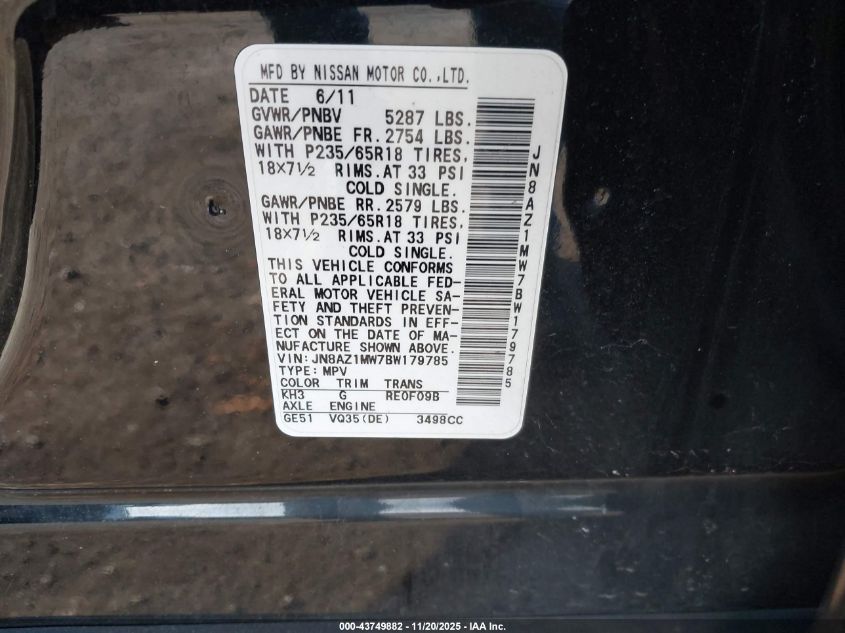 MFD BY NISSAN MOTOR CO.,LTD.
DATE 6/11
GVWR/PNBV 5287 LBS.
GAWR/PNBE FR. 2754 LBS.
WITH P235/65R18 TIRES,
18×7½ RIMS.AT 33 PSI
COLD SINGLE.
GAWR/PNBE RR. 2579 LBS.
WITH P235/65R18 TIRES,
18×7½ RIMS.AT 33 PSI
COLD SINGLE.
THIS VEHICLE CONFORMS
TO ALL APPLICABLE FED-
ERAL MOTOR VEHICLE SA-
FETY AND THEFT PREVEN-
TION STANDARDS IN EFF-
ECT ON THE DATE OF MA-
NUFACTURE SHOWN ABOVE.
VIN: JN8AZ1MW7BW179785
TYPE: MPV
COLOR TRIM TRANS
KH3 G RE0F09B
AXLE ENGINE
GE51 VQ35(DE) 3498CC
JN8AZ1MW7BW179785
000-43749882 - 11/20/2025 - IAA Inc.